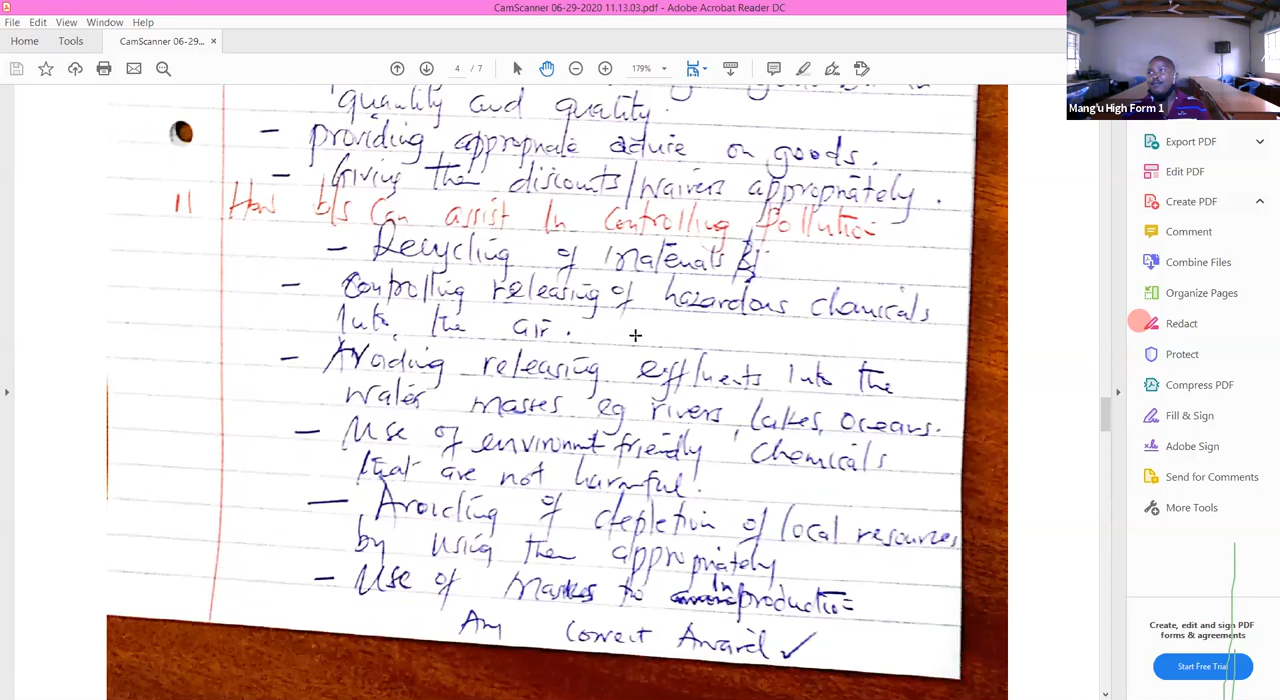 CamScanner 06-29-2020 11.13.03.pdf - Adobe Acrobat Reader DC
File Edit View Window Help
Home Tools CamScanner 06-29... ×
4 / 7 179%
Mang'u High Form 1
quantity and quality.
- providing appropriate advice on goods.
- Giving them discounts/waivers appropriately.
11 How b/s Can assist In Controlling Pollution
- Recycling of materials
- Controlling releasing of hazardous chemicals
Into the air.
- Avoiding releasing effluents into the
water masses eg rivers, lakes, oceans.
- Use of environmt friendly chemicals
that are not harmful.
- Avoiding of depletion of local resources
by using them appropriately
- Use of masks in production
Any Correct Award ✓
Export PDF
Edit PDF
Create PDF
Comment
Combine Files
Organize Pages
Redact
Protect
Compress PDF
Fill & Sign
Adobe Sign
Send for Comments
More Tools
Create, edit and sign PDF
forms & agreements
Start Free Trial